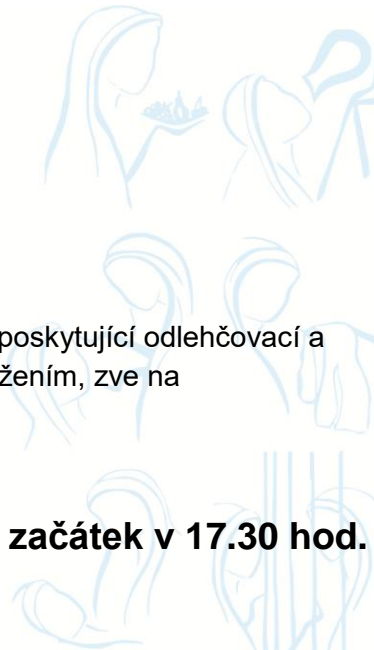 poskytující odlehčovací a
žením, zve na
začátek v 17.30 hod.